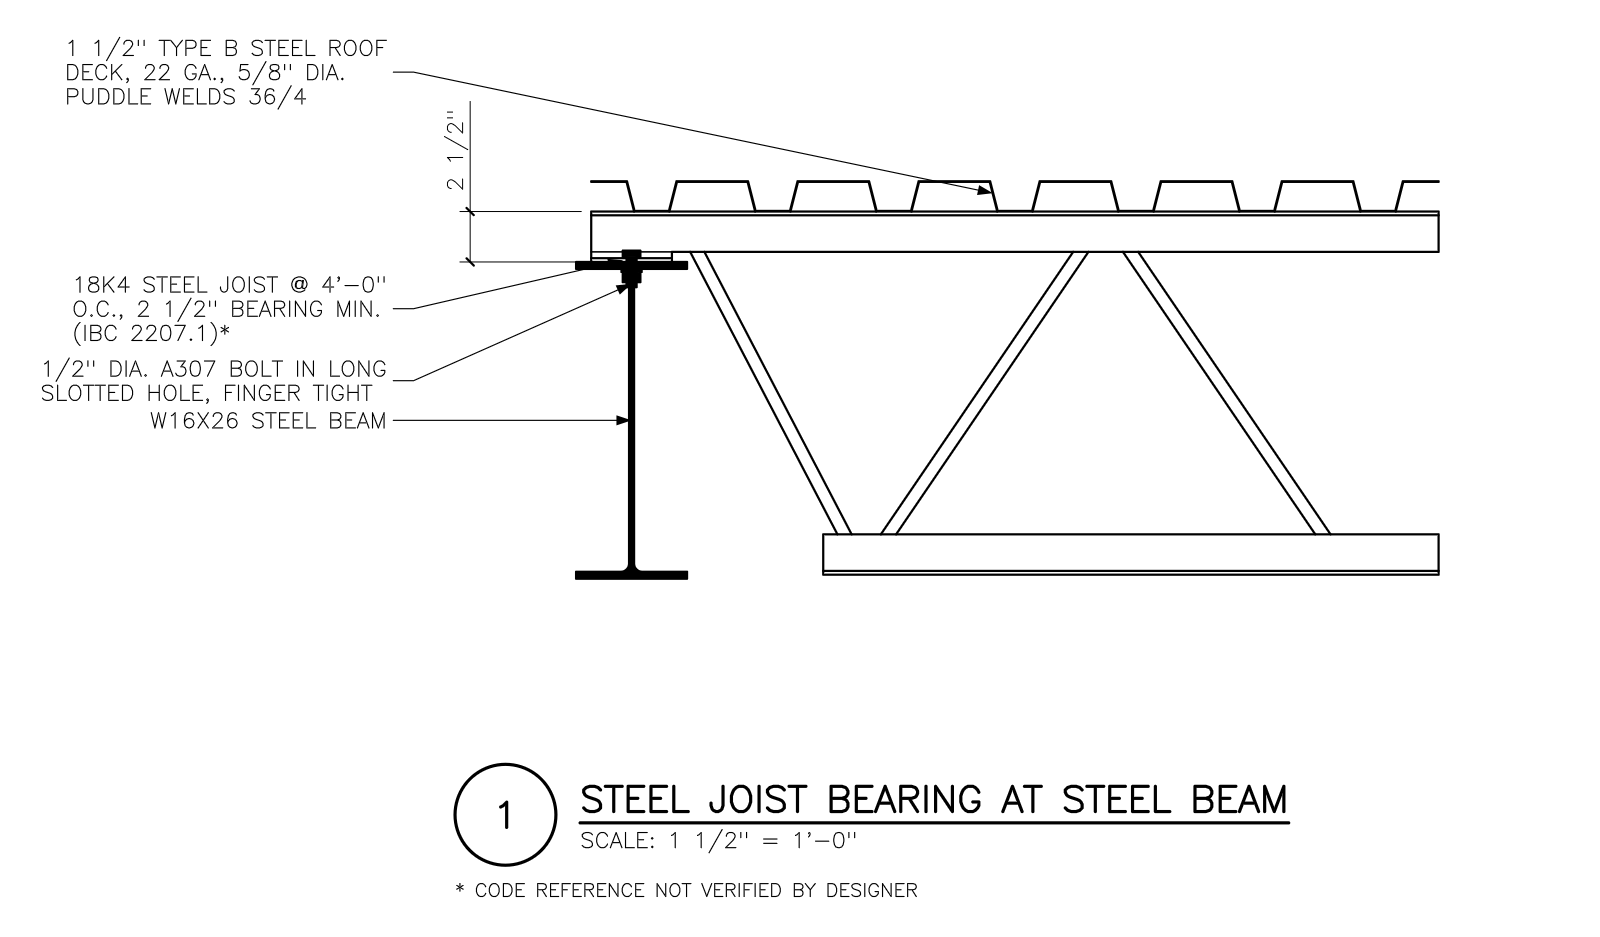 1 1/2" TYPE B STEEL ROOF
DECK, 22 GA., 5/8" DIA.
PUDDLE WELDS 36/4
2 1/2"
18K4 STEEL JOIST @ 4'-0"
O.C., 2 1/2" BEARING MIN.
(IBC 2207.1)*
1/2" DIA. A307 BOLT IN LONG
SLOTTED HOLE, FINGER TIGHT
W16X26 STEEL BEAM
1
STEEL JOIST BEARING AT STEEL BEAM
SCALE: 1 1/2" = 1'-0"
* CODE REFERENCE NOT VERIFIED BY DESIGNER